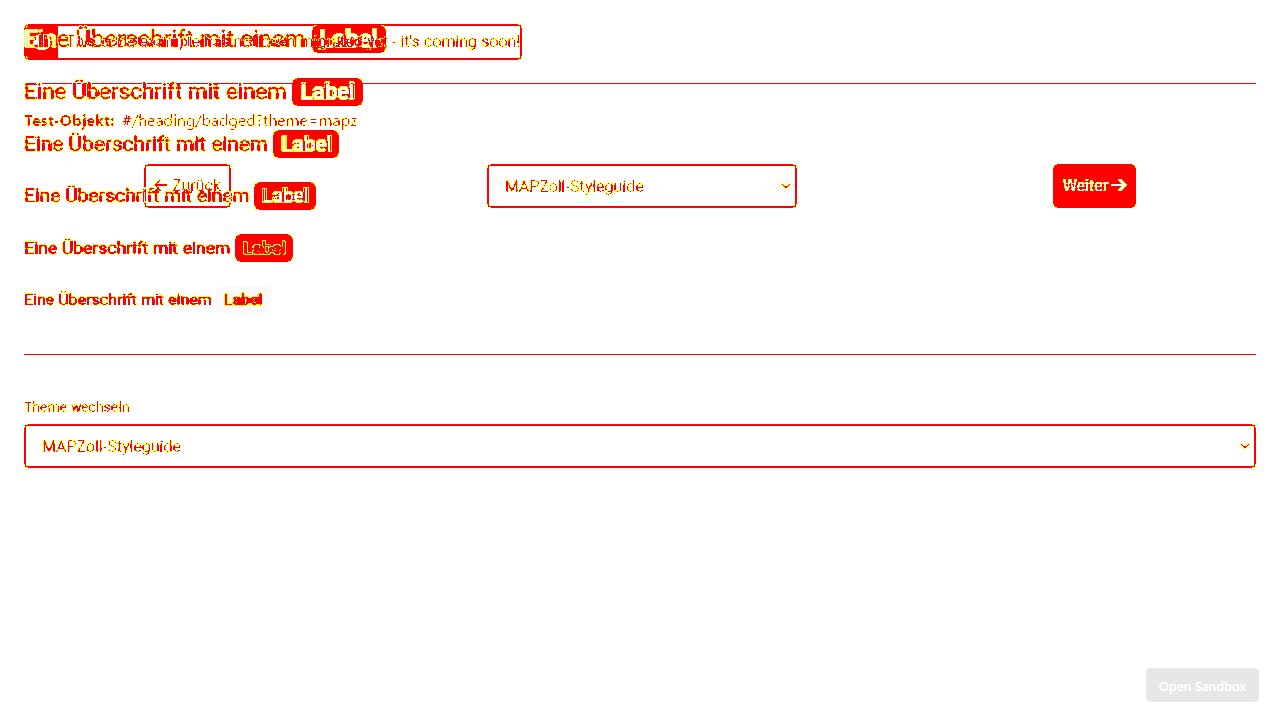 Eine Überschrift mit einem Label
- it's coming soon!
Eine Überschrift mit einem Label
Test-Objekt: #/heading/badged?theme=mapz
Eine Überschrift mit einem Label
← Zurück
MAPZoll-Styleguide
Weiter →
Eine Überschrift mit einem Label
Eine Überschrift mit einem Label
Eine Überschrift mit einem Label
Theme wechseln
MAPZoll-Styleguide
Open Sandbox